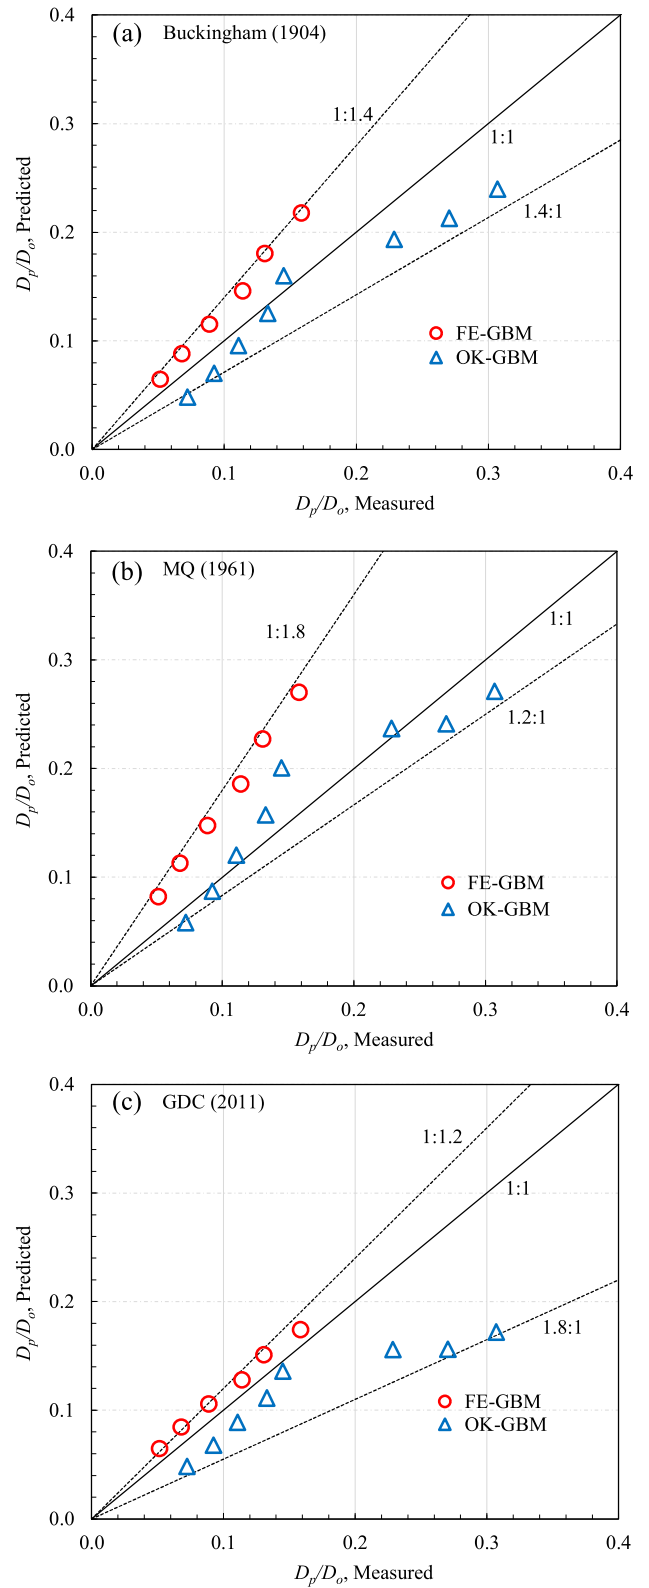 (a) Buckingham (1904)
0.4
0.3
0.2
0.1
0.0
D_p/D_o, Predicted
1:1.4
1:1
1.4:1
FE-GBM
OK-GBM
0.0 0.1 0.2 0.3 0.4
D_p/D_o, Measured
(b) MQ (1961)
0.4
0.3
0.2
0.1
0.0
D_p/D_o, Predicted
1:1.8
1:1
1.2:1
FE-GBM
OK-GBM
0.0 0.1 0.2 0.3 0.4
D_p/D_o, Measured
(c) GDC (2011)
0.4
0.3
0.2
0.1
0.0
D_p/D_o, Predicted
1:1.2
1:1
1.8:1
FE-GBM
OK-GBM
0.0 0.1 0.2 0.3 0.4
D_p/D_o, Measured